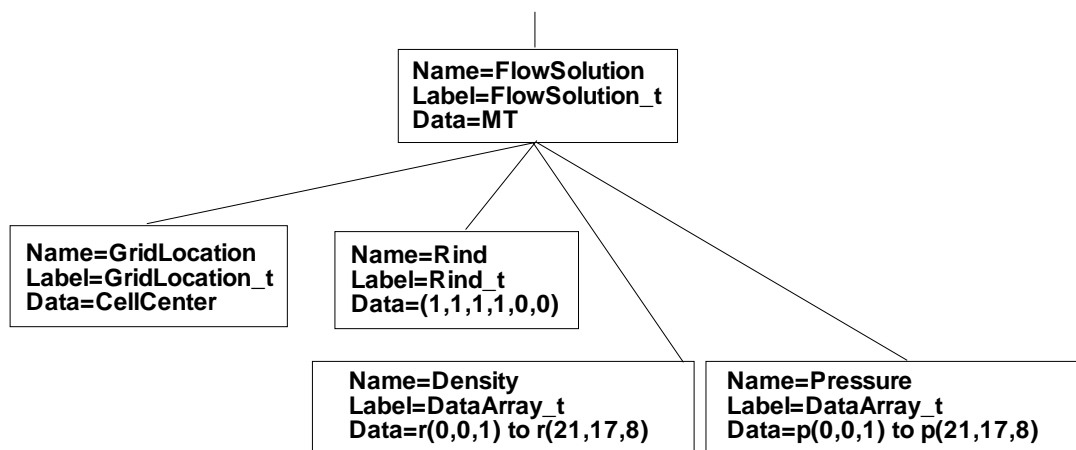 Name=FlowSolution
Label=FlowSolution_t
Data=MT
Name=GridLocation
Label=GridLocation_t
Data=CellCenter
Name=Rind
Label=Rind_t
Data=(1,1,1,1,0,0)
Name=Density
Label=DataArray_t
Data=r(0,0,1) to r(21,17,8)
Name=Pressure
Label=DataArray_t
Data=p(0,0,1) to p(21,17,8)